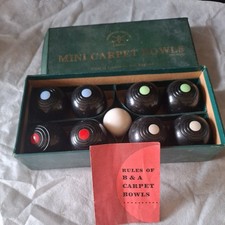 MINI CARPET BOWLS
RULES OF
B & A
CARPET
BOWLS